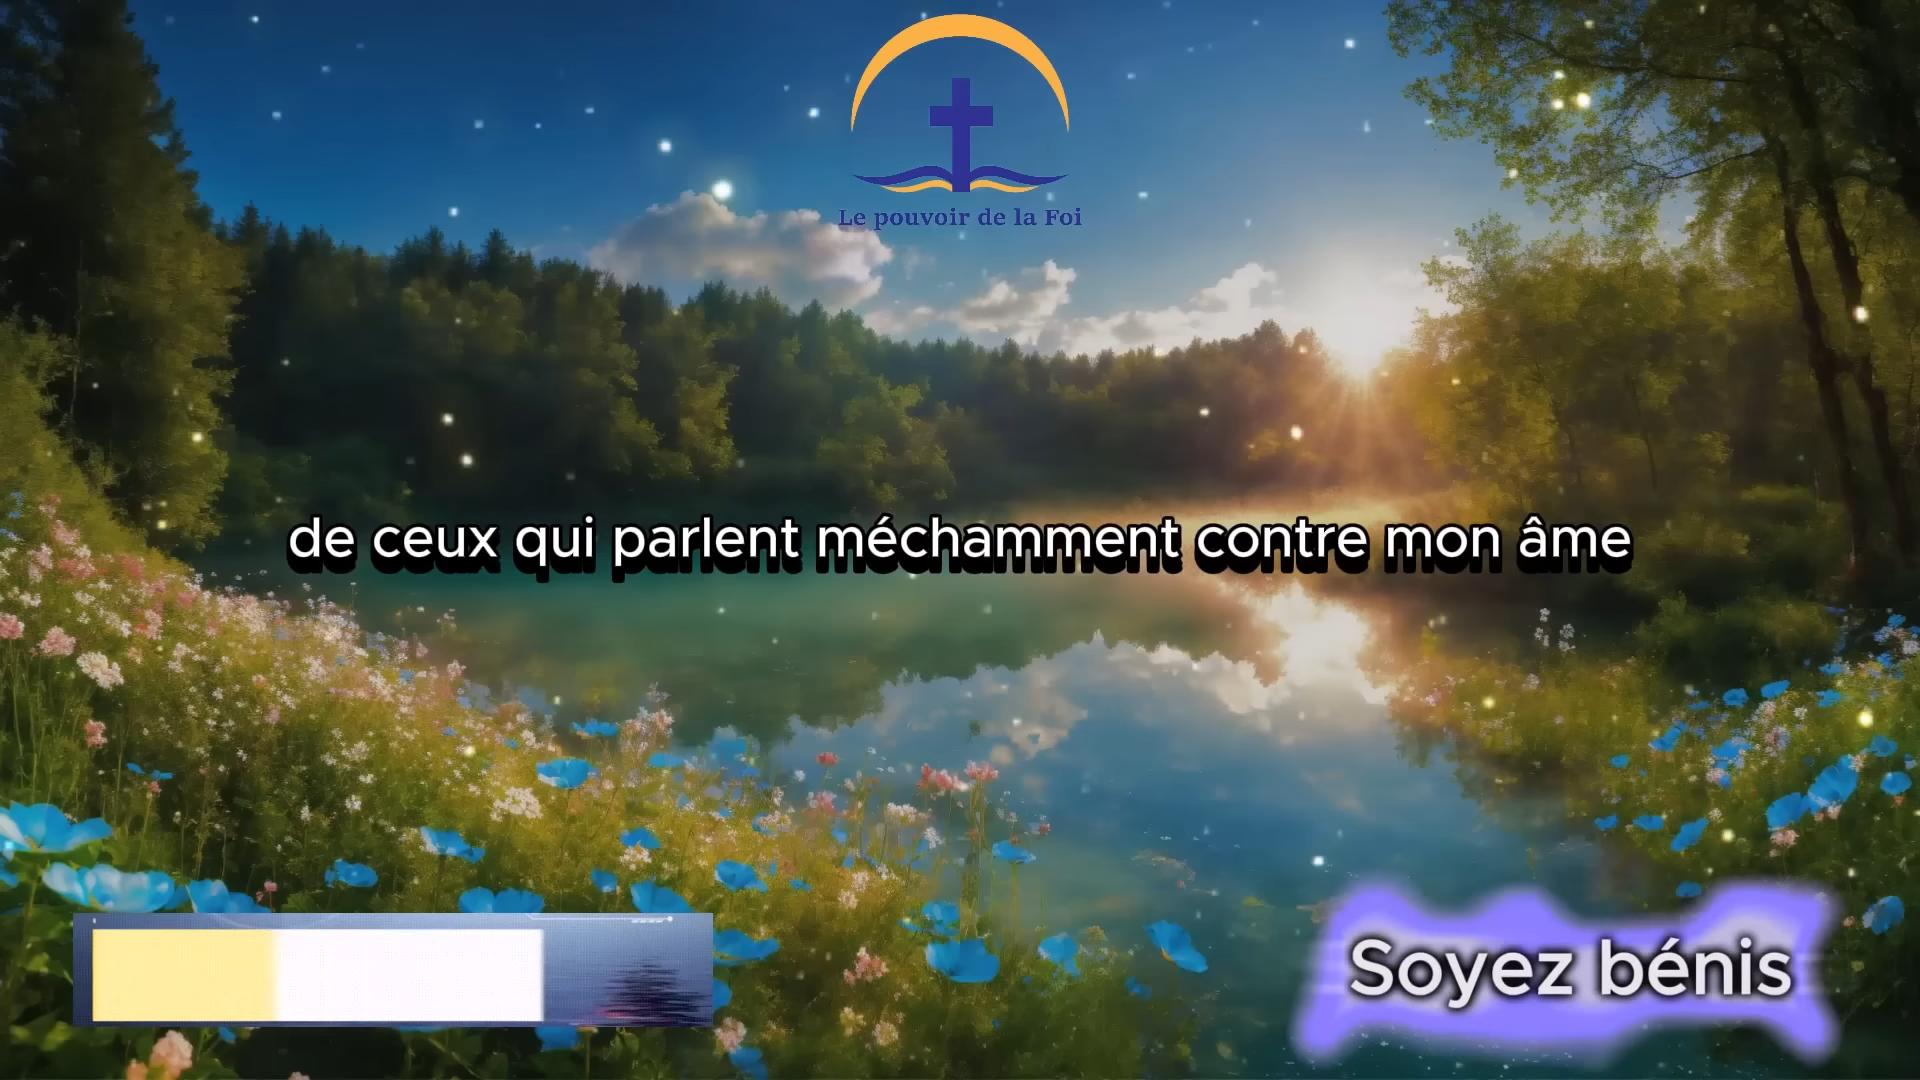 Le pouvoir de la Foi
de ceux qui parlent méchamment contre mon âme
Soyez bénis